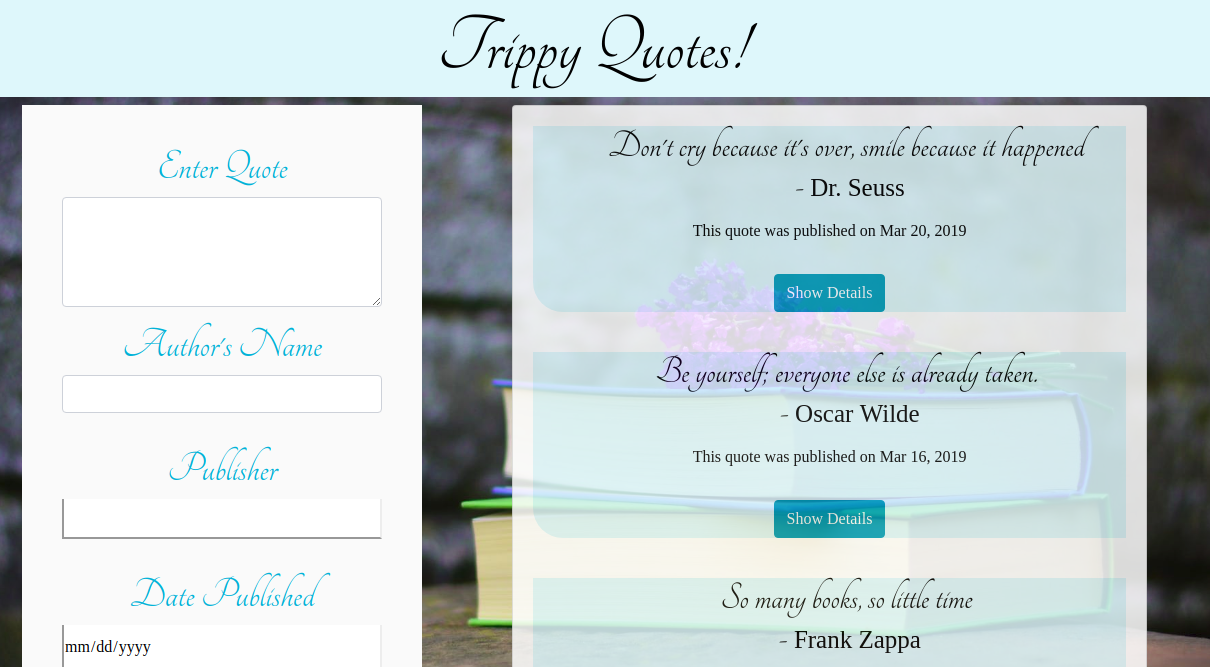 Trippy Quotes!
Enter Quote
Author's Name
Publisher
Date Published
mm/dd/yyyy
Don't cry because it's over, smile because it happened
- Dr. Seuss
This quote was published on Mar 20, 2019
Show Details
Be yourself; everyone else is already taken.
- Oscar Wilde
This quote was published on Mar 16, 2019
Show Details
So many books, so little time
- Frank Zappa